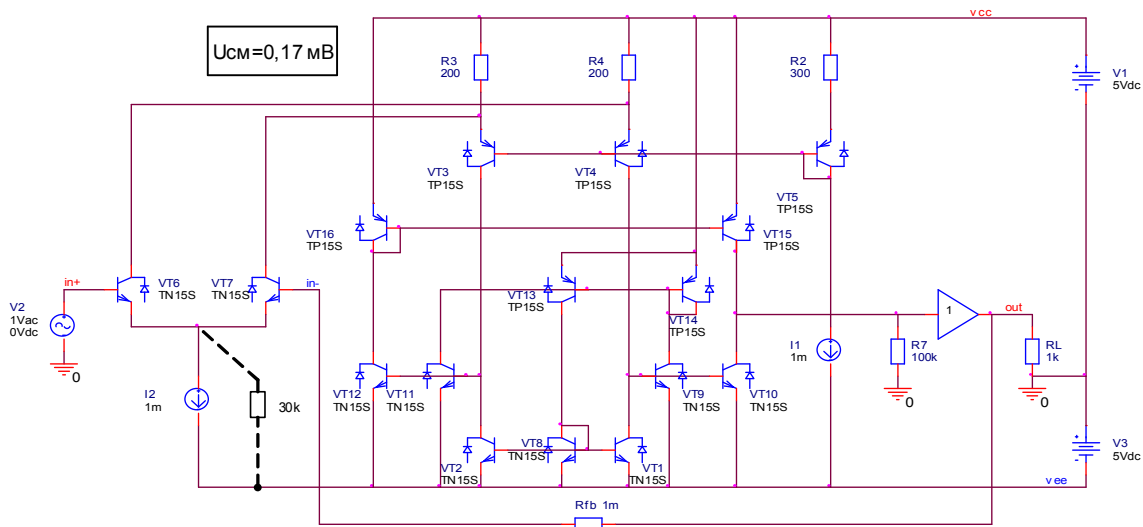 vcc
Uсм=0,17 мВ
R3
200
R4
200
R2
300
V1
5Vdc
VT3
TP15S
VT4
TP15S
VT5
TP15S
VT16
TP15S
VT15
TP15S
in+
VT6
TN15S
VT7
TN15S
in-
V2
1Vac
0Vdc
0
VT13
TP15S
VT14
TP15S
1
out
I2
1m
30k
VT12
TN15S
VT11
TN15S
VT9
TN15S
VT10
TN15S
I1
1m
R7
100k
0
RL
1k
0
VT2
TN15S
VT8
TN15S
VT1
TN15S
V3
5Vdc
vee
Rfb 1m